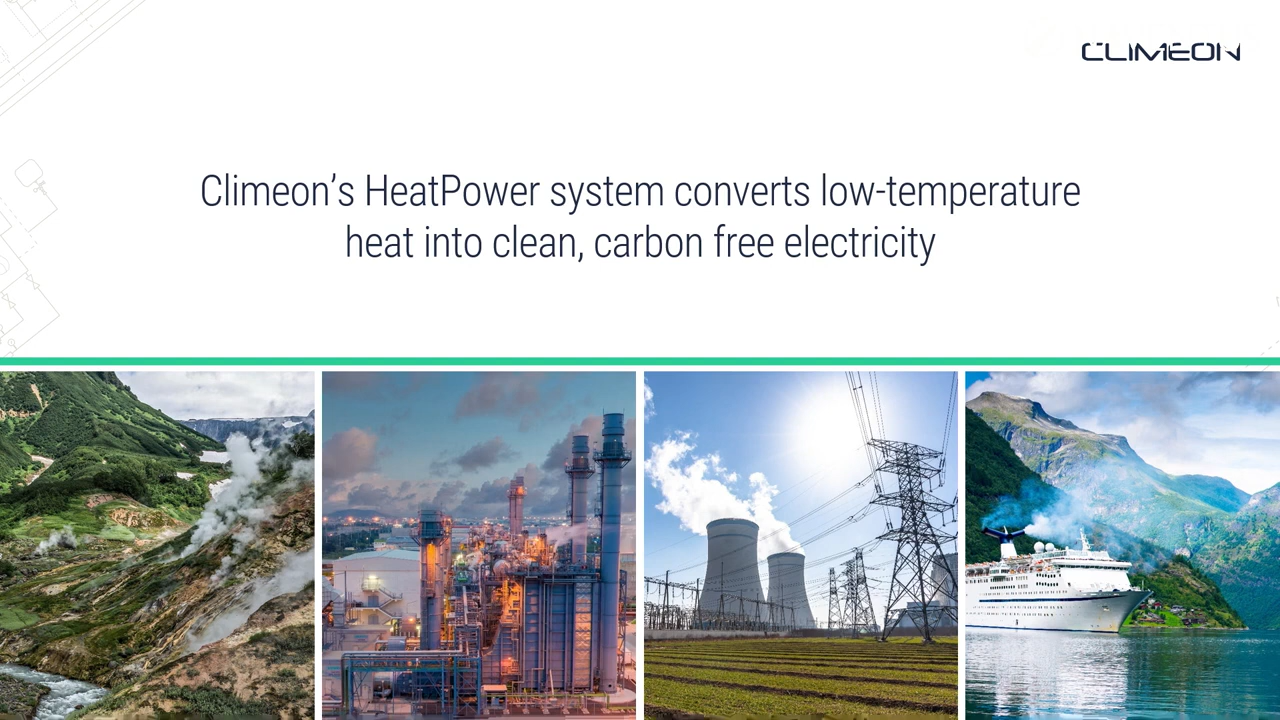 CLIMEON
Climeon’s HeatPower system converts low-temperature
heat into clean, carbon free electricity